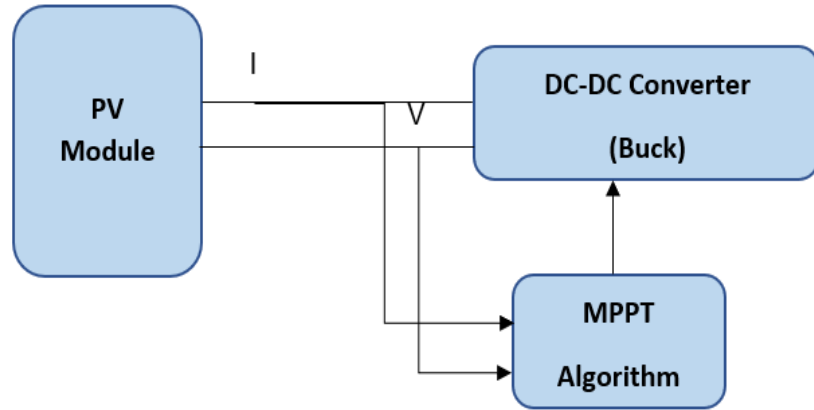 PV
Module
I
V
DC-DC Converter
(Buck)
MPPT
Algorithm